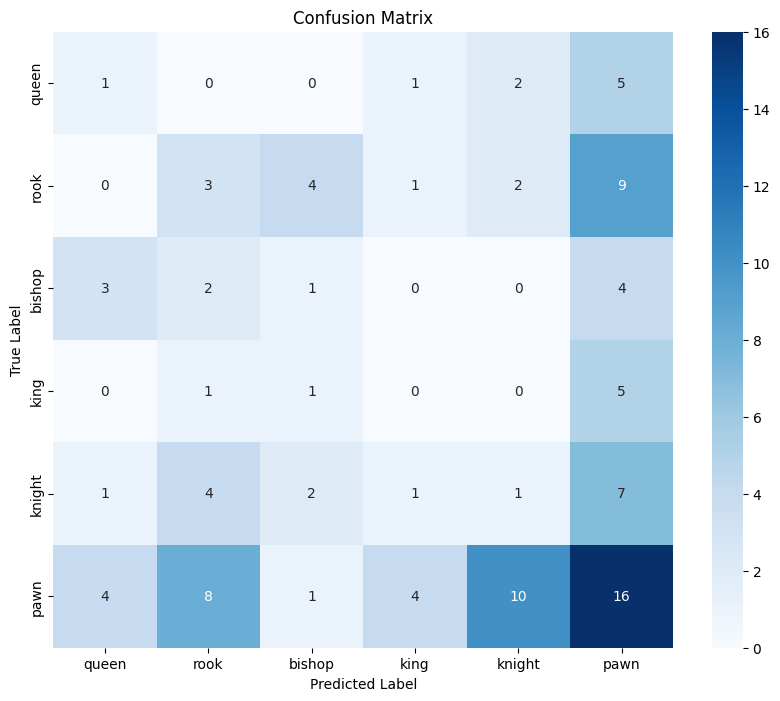 Confusion Matrix
True Label
queen 1 0 0 1 2 5
rook 0 3 4 1 2 9
bishop 3 2 1 0 0 4
king 0 1 1 0 0 5
knight 1 4 2 1 1 7
pawn 4 8 1 4 10 16
queen rook bishop king knight pawn
Predicted Label
16
14
12
10
8
6
4
2
0